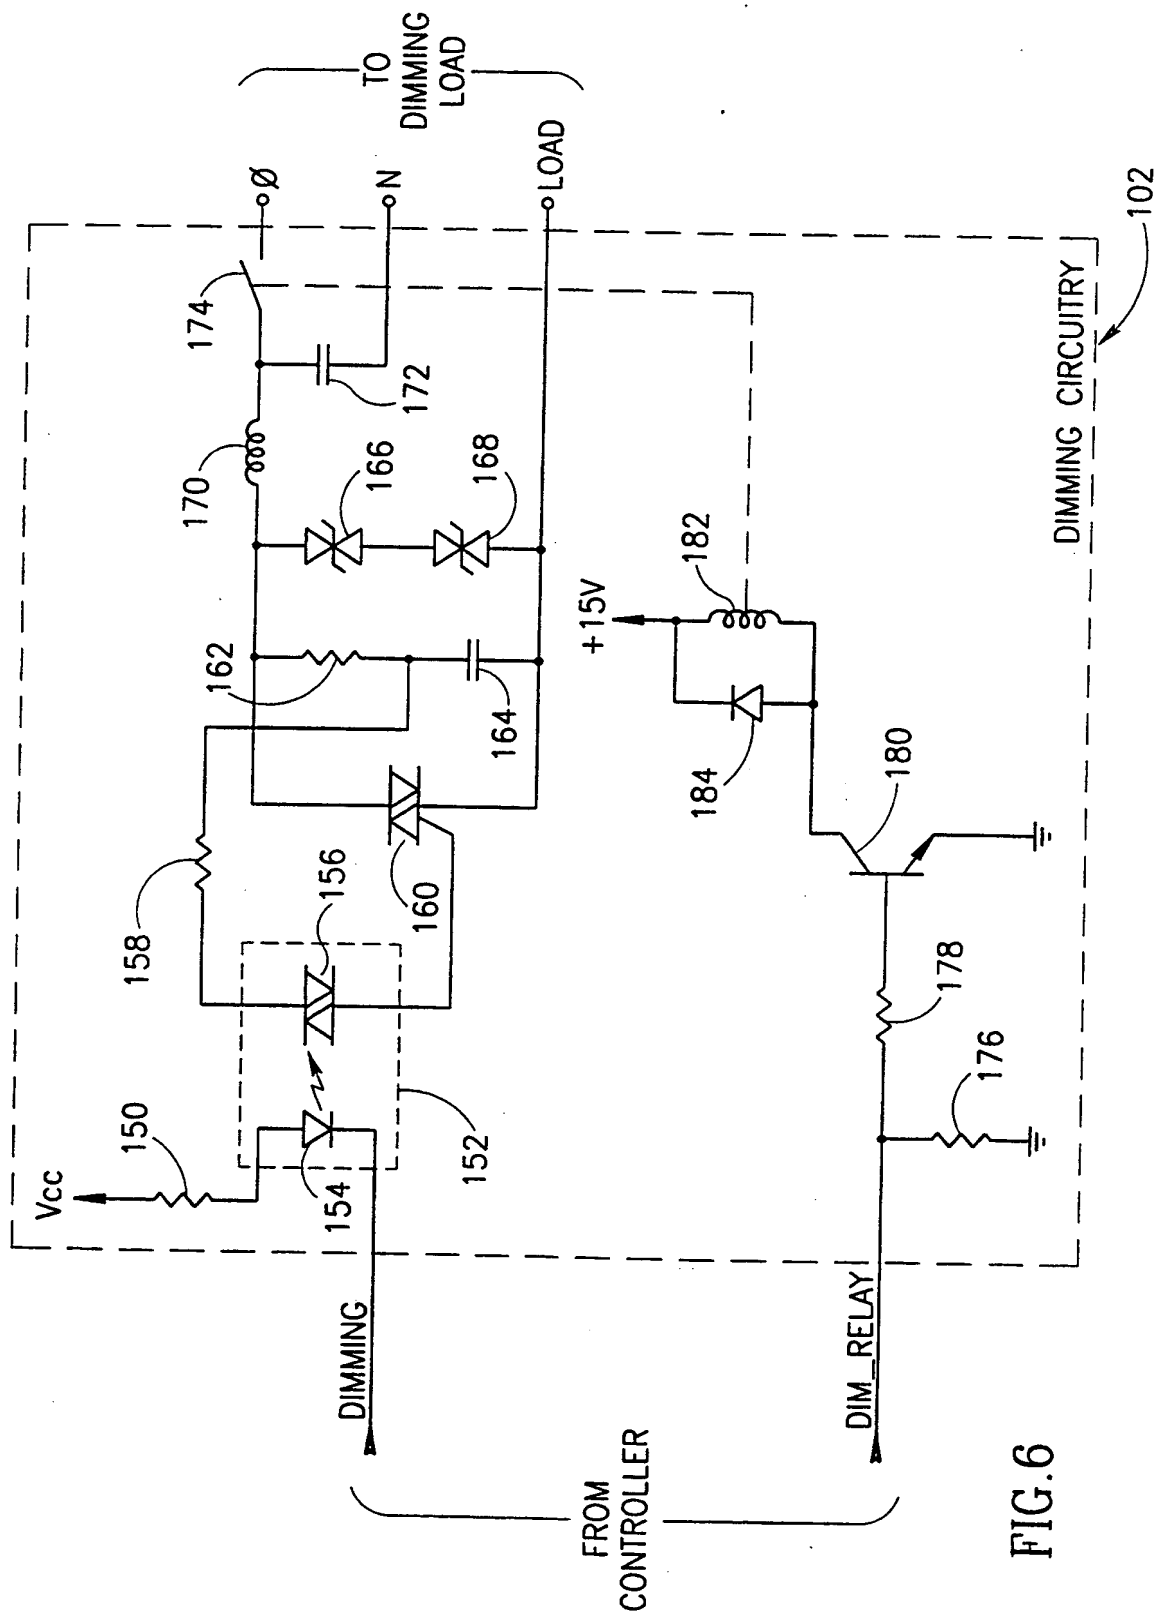 Vcc
150
154
152
156
158
160
162
164
166
168
170
172
174
Ø
N
LOAD
TO
DIMMING
LOAD
DIMMING
FROM
CONTROLLER
DIM_RELAY
176
178
180
184
182
+15V
DIMMING CIRCUITRY
102
FIG.6